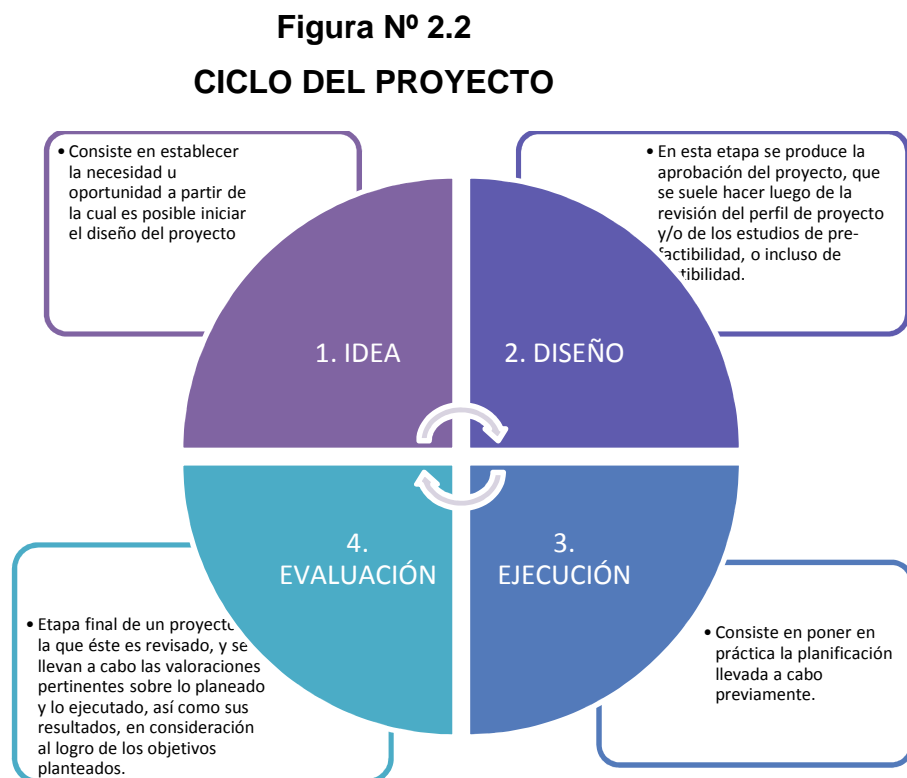 Figura Nº 2.2
CICLO DEL PROYECTO
• Consiste en establecer
la necesidad u
oportunidad a partir de
la cual es posible iniciar
el diseño del proyecto
• En esta etapa se produce la
aprobación del proyecto, que
se suele hacer luego de la
revisión del perfil de proyecto
y/o de los estudios de pre-
factibilidad, o incluso de
tibilidad.
1. IDEA
2. DISEÑO
4.
EVALUACIÓN
3.
EJECUCIÓN
• Etapa final de un proyecto
la que éste es revisado, y se
llevan a cabo las valoraciones
pertinentes sobre lo planeado
y lo ejecutado, así como sus
resultados, en consideración
al logro de los objetivos
planteados.
• Consiste en poner en
práctica la planificación
llevada a cabo
previamente.